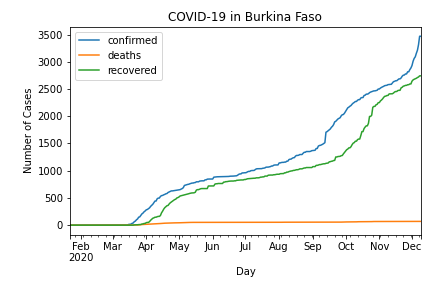 COVID-19 in Burkina Faso
confirmed
deaths
recovered
Number of Cases
3500
3000
2500
2000
1500
1000
500
0
Feb Mar Apr May Jun Jul Aug Sep Oct Nov Dec
2020
Day